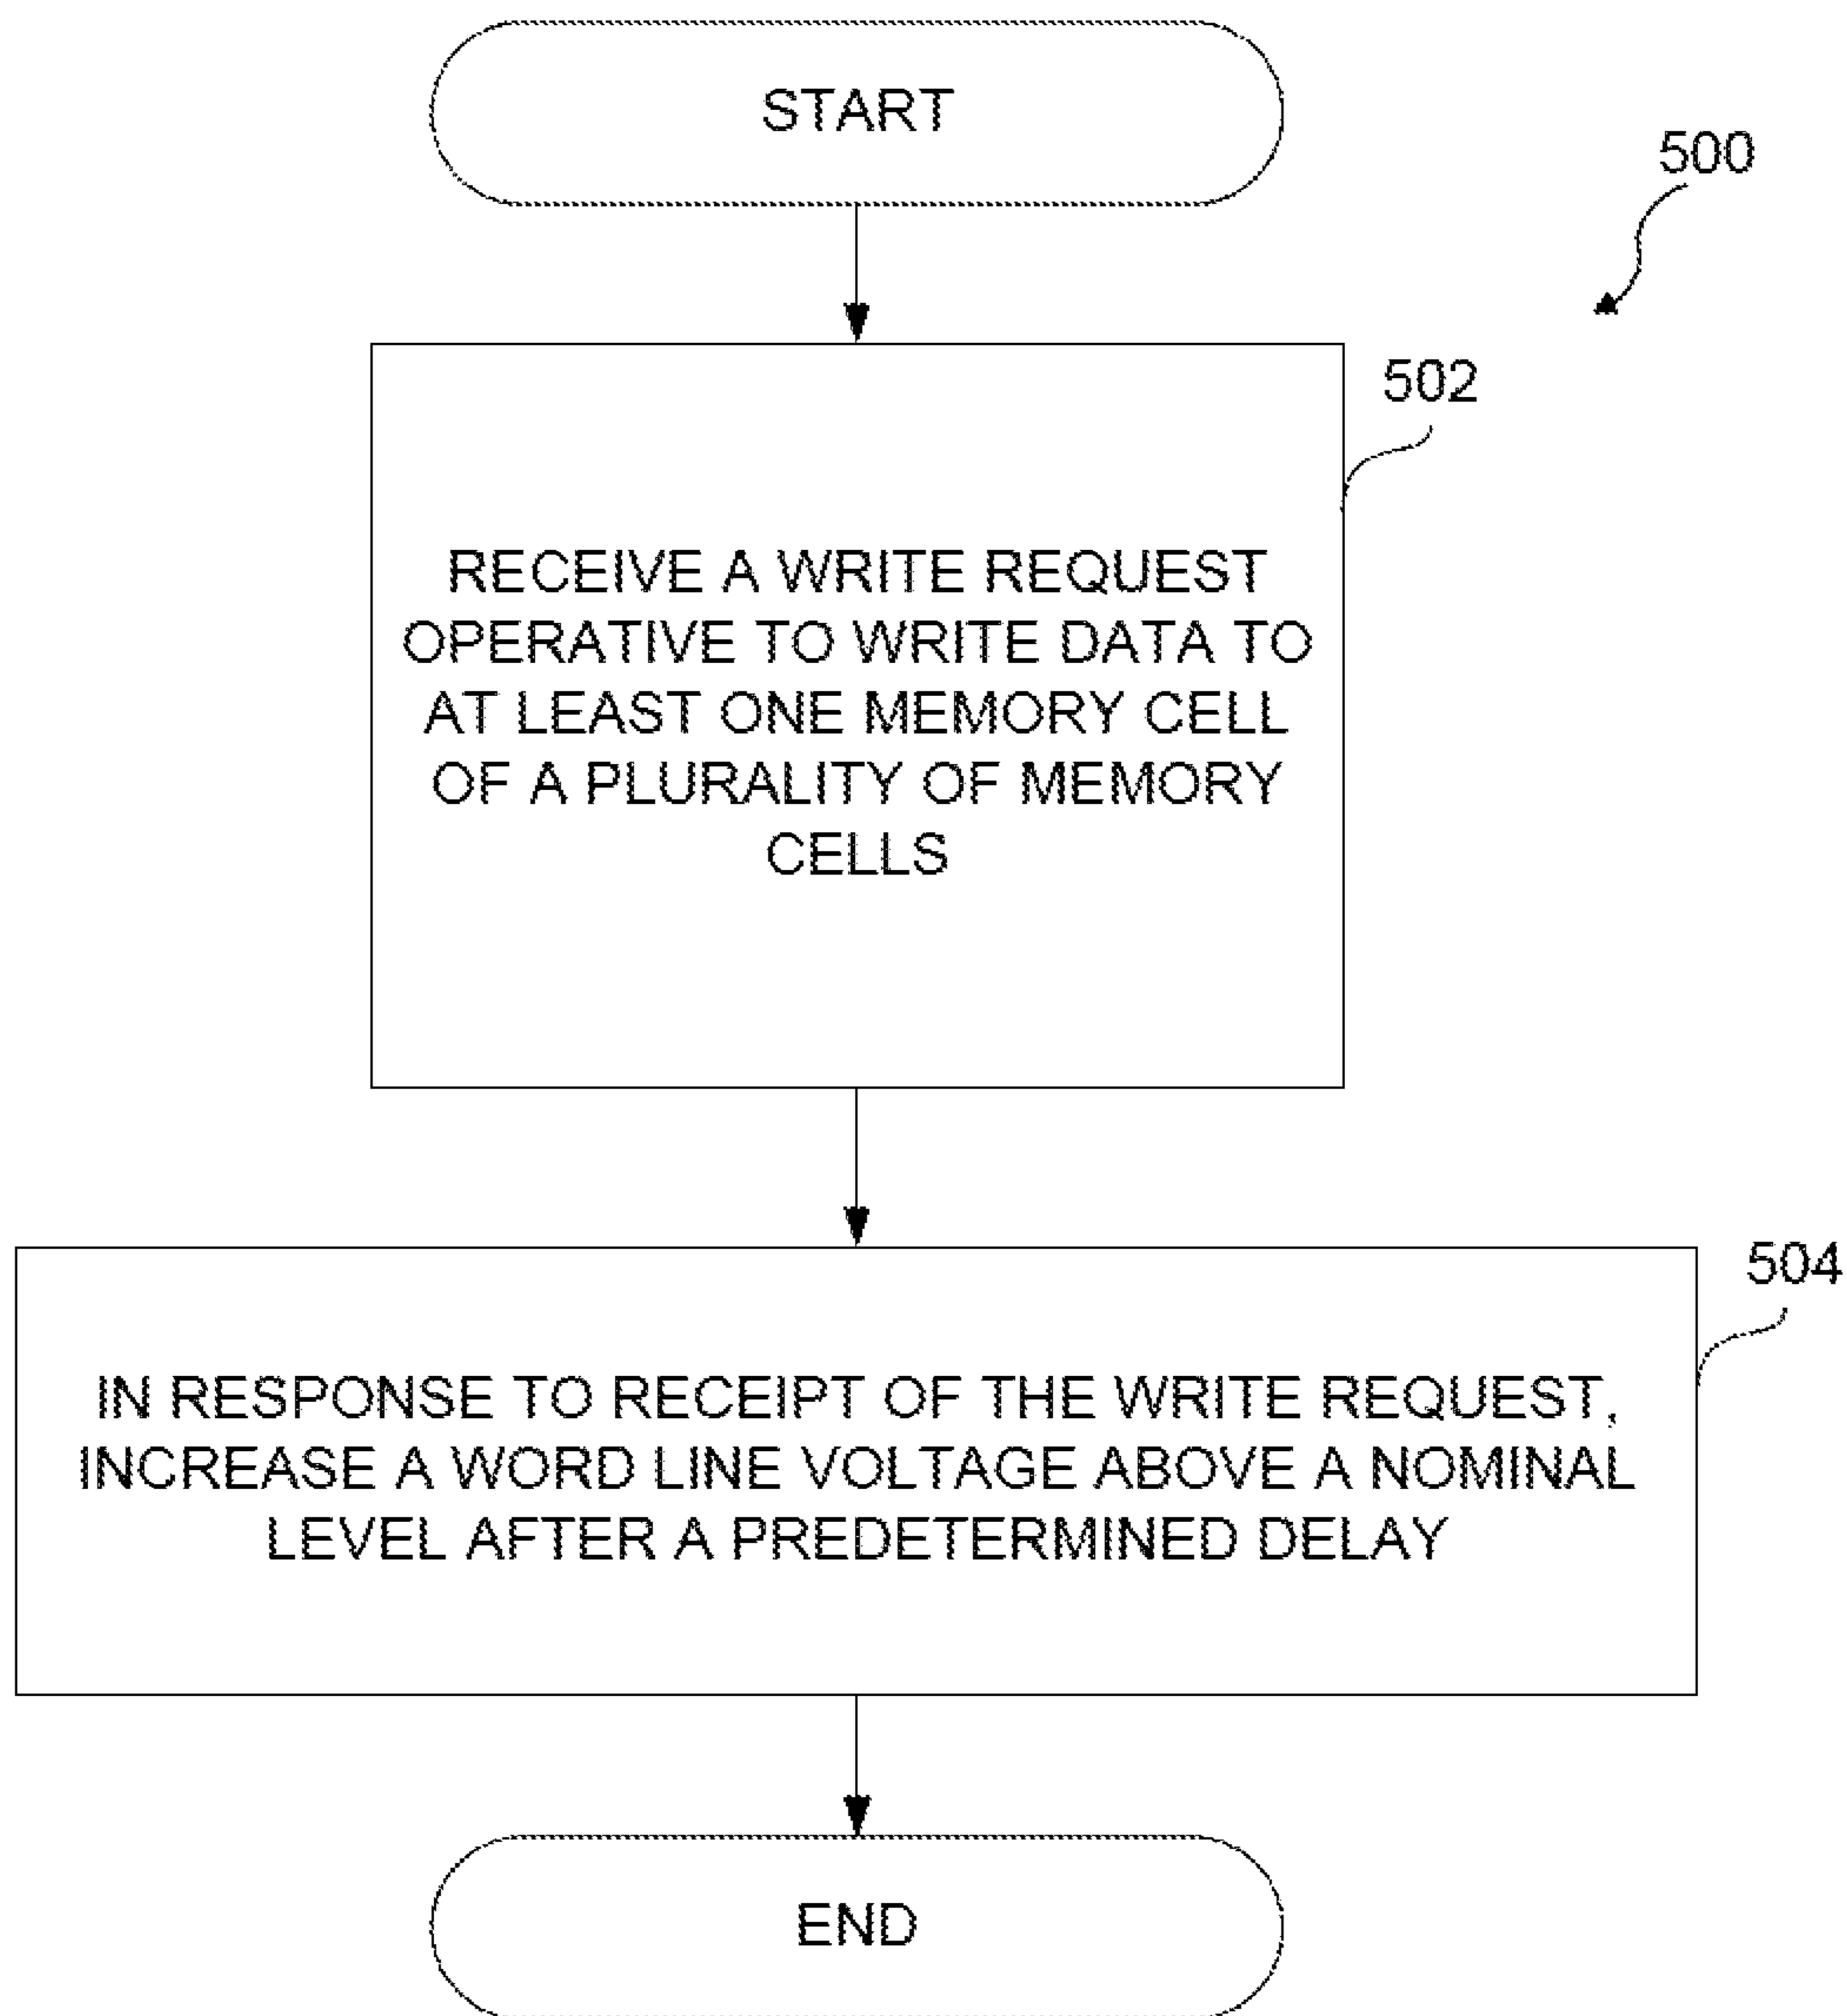 START
500
502
RECEIVE A WRITE REQUEST
OPERATIVE TO WRITE DATA TO
AT LEAST ONE MEMORY CELL
OF A PLURALITY OF MEMORY
CELLS
504
IN RESPONSE TO RECEIPT OF THE WRITE REQUEST,
INCREASE A WORD LINE VOLTAGE ABOVE A NOMINAL
LEVEL AFTER A PREDETERMINED DELAY
END